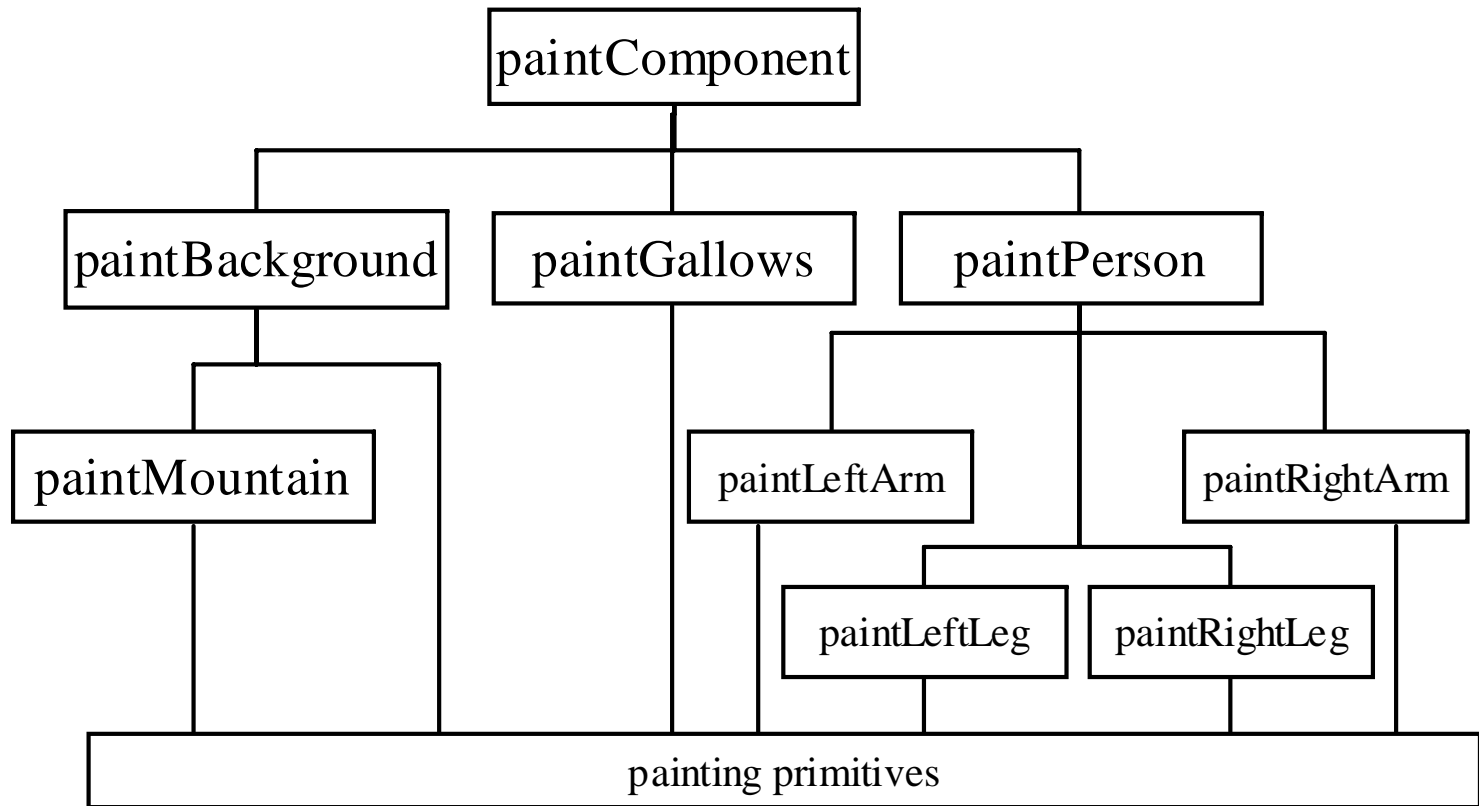 paintComponent
paintBackground
paintGallows
paintPerson
paintMountain
paintLeftArm
paintRightArm
paintLeftLeg
paintRightLeg
painting primitives